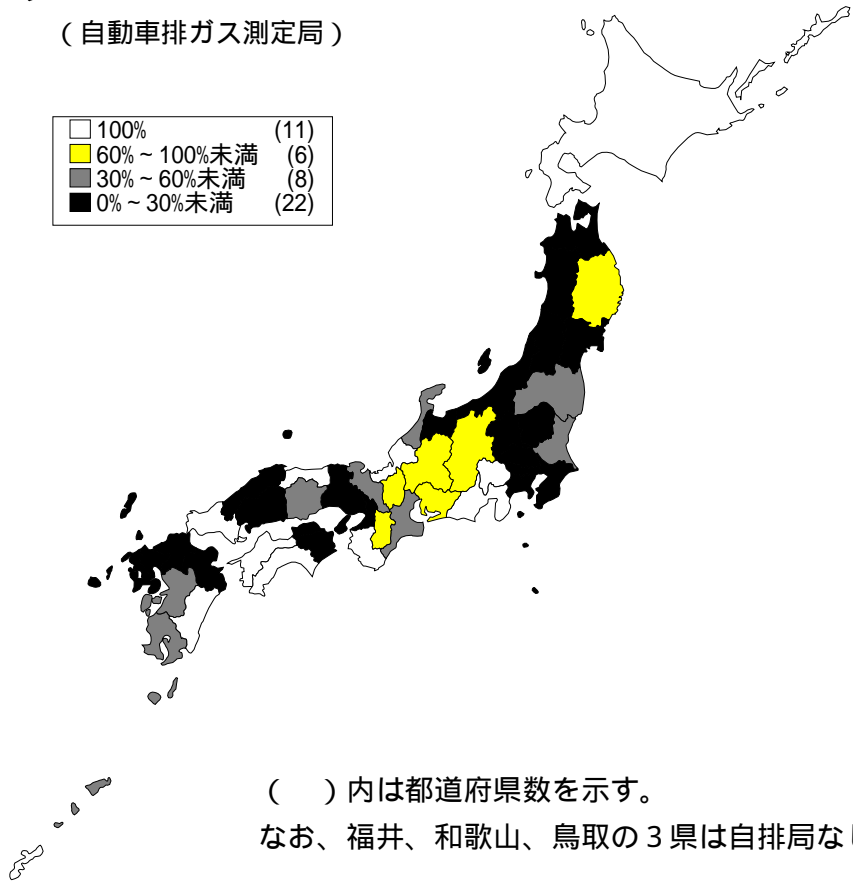 (自動車排ガス測定局)
100% (11)
60%~100%未満 (6)
30%~60%未満 (8)
0%~30%未満 (22)
(　)内は都道府県数を示す。
なお、福井、和歌山、鳥取の3県は自排局な